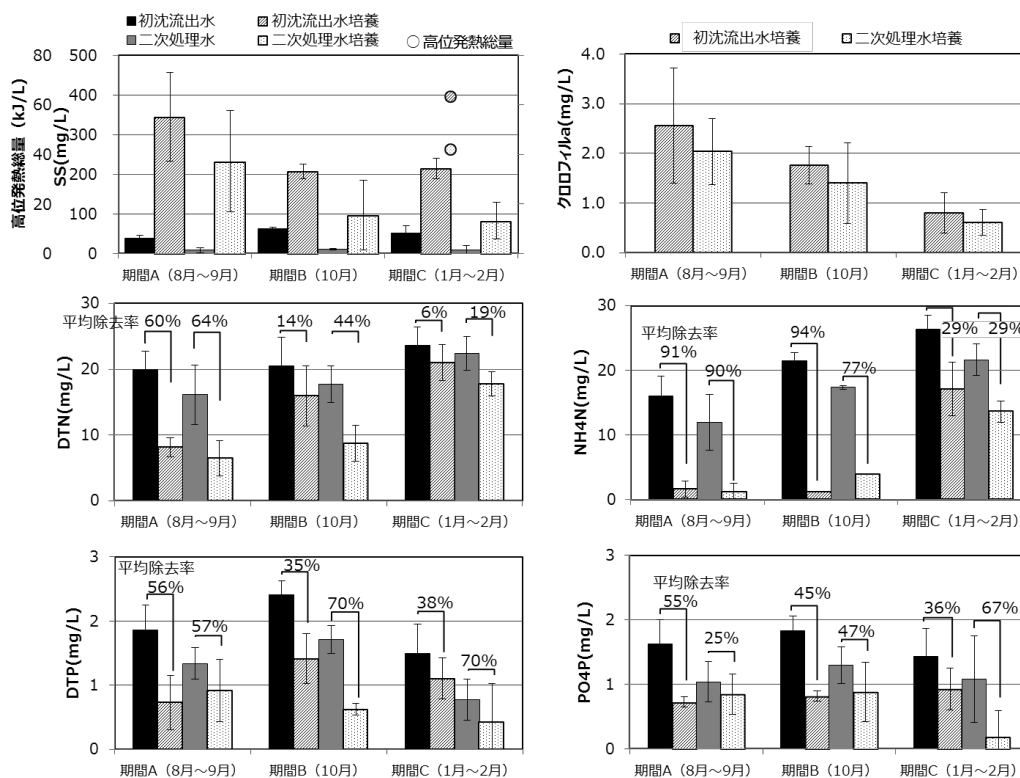 初沈流出水 初沈流出水培養
二次処理水 二次処理水培養 高位発熱総量
高位発熱総量（kJ/L）
80
60
40
20
0
SS(mg/L)
500
400
300
200
100
0
期間A（8月～9月） 期間B（10月） 期間C（1月～2月）
初沈流出水培養 二次処理水培養
クロロフィルa(mg/L)
4.0
3.0
2.0
1.0
0.0
期間A（8月～9月） 期間B（10月） 期間C（1月～2月）
DTN(mg/L)
30
20
10
0
平均除去率 60% 64% 14% 44% 6% 19%
期間A（8月～9月） 期間B（10月） 期間C（1月～2月）
NH4N(mg/L)
30
20
10
0
平均除去率
91% 90% 94% 77% 29% 29%
期間A（8月～9月） 期間B（10月） 期間C（1月～2月）
DTP(mg/L)
3
2
1
0
平均除去率
56% 57% 35% 70% 38% 70%
期間A（8月～9月） 期間B（10月） 期間C（1月～2月）
PO4P(mg/L)
3
2
1
0
平均除去率
55% 25% 45% 47% 36% 67%
期間A（8月～9月） 期間B（10月） 期間C（1月～2月）